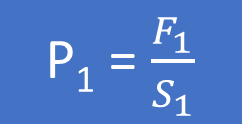 P₁ = F₁ / S₁